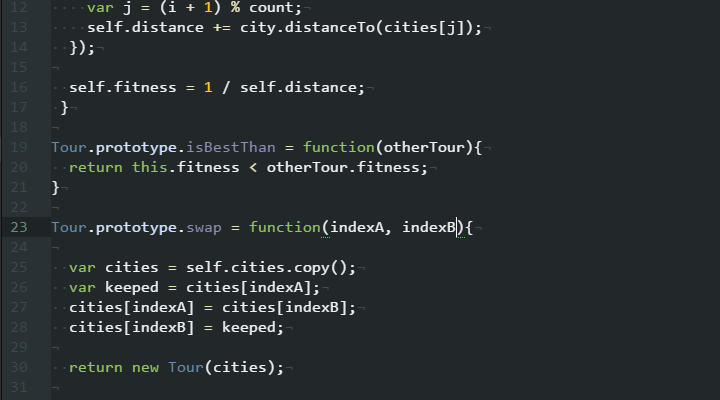 12 var j = (i + 1) % count;¬
13 self.distance += city.distanceTo(cities[j]);¬
14 });¬
15 ¬
16 self.fitness = 1 / self.distance;¬
17 }¬
18 ¬
19 Tour.prototype.isBestThan = function(otherTour){¬
20 return this.fitness < otherTour.fitness;¬
21 }¬
22 ¬
23 Tour.prototype.swap = function(indexA, indexB){¬
24 ¬
25 var cities = self.cities.copy();¬
26 var keeped = cities[indexA];¬
27 cities[indexA] = cities[indexB];¬
28 cities[indexB] = keeped;¬
29 ¬
30 return new Tour(cities);¬
31 ¬